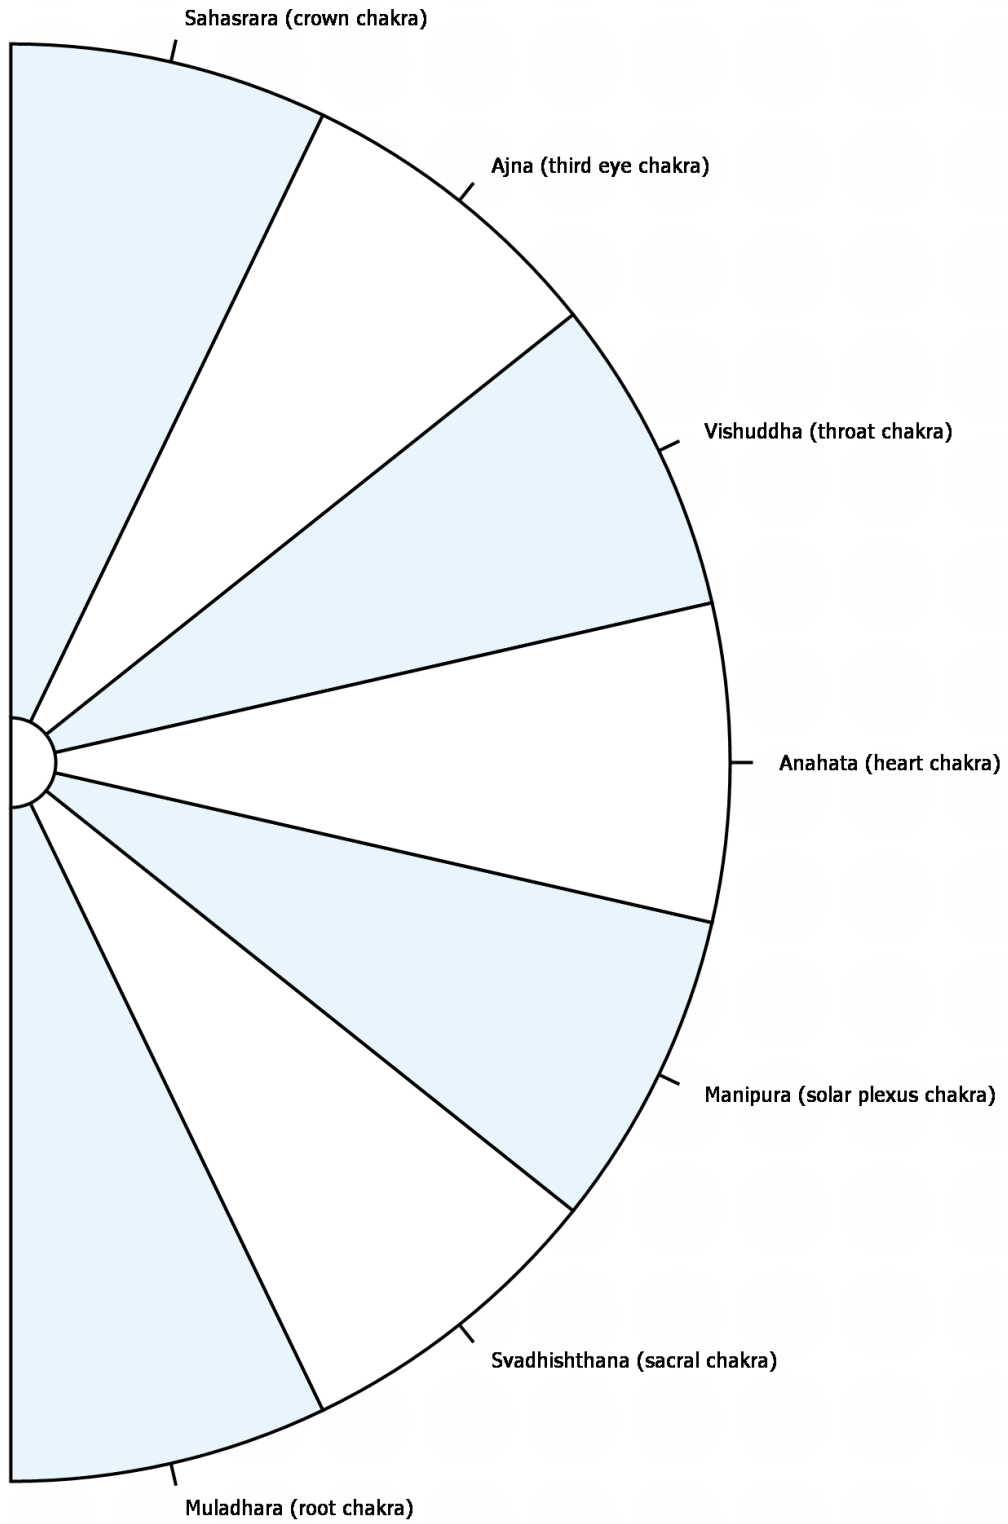 Sahasrara (crown chakra)
Ajna (third eye chakra)
Vishuddha (throat chakra)
Anahata (heart chakra)
Manipura (solar plexus chakra)
Svadhishthana (sacral chakra)
Muladhara (root chakra)